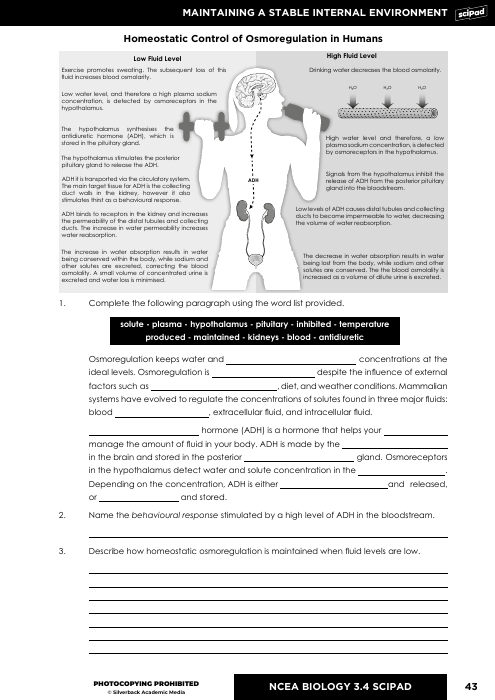 MAINTAINING A STABLE INTERNAL ENVIRONMENT
scipad
Homeostatic Control of Osmoregulation in Humans
Low Fluid Level
Exercise promotes sweating. The subsequent loss of this
fluid increases blood osmolarity.
Low water level, and therefore a high plasma sodium
concentration, is detected by osmoreceptors in the
hypothalamus.
The hypothalamus synthesises the
antidiuretic hormone (ADH), which is
stored in the pituitary gland.
The hypothalamus stimulates the posterior
pituitary gland to release the ADH.
ADH it is transported via the circulatory system.
The main target tissue for ADH is the collecting
duct walls in the kidney, however it also
stimulates thirst as a behavioural response.
ADH binds to receptors in the kidney and increases
the permeability of the distal tubules and collecting
ducts. The increase in water permeability increases
water reabsorption.
The increase in water absorption results in water
being conserved within the body, while sodium and
other solutes are excreted, correcting the blood
osmolality. A small volume of concentrated urine is
excreted and water loss is minimised.
ADH
High Fluid Level
Drinking water decreases the blood osmolarity.
H₂O H₂O H₂O
High water level and therefore, a low
plasma sodium concentration, is detected
by osmoreceptors in the hypothalamus.
Signals from the hypothalamus inhibit the
release of ADH from the posterior pituitary
gland into the bloodstream.
Low levels of ADH causes distal tubules and collecting
ducts to become impermeable to water, decreasing
the volume of water reabsorption.
The decrease in water absorption results in water
being lost from the body, while sodium and other
solutes are conserved. The the blood osmolarity is
increased as a volume of dilute urine is excreted.
1. Complete the following paragraph using the word list provided.
solute - plasma - hypothalamus - pituitary - inhibited - temperature
produced - maintained - kidneys - blood - antidiuretic
Osmoregulation keeps water and concentrations at the
ideal levels. Osmoregulation is despite the influence of external
factors such as , diet, and weather conditions. Mammalian
systems have evolved to regulate the concentrations of solutes found in three major fluids:
blood , extracellular fluid, and intracellular fluid.
hormone (ADH) is a hormone that helps your
manage the amount of fluid in your body. ADH is made by the
in the brain and stored in the posterior gland. Osmoreceptors
in the hypothalamus detect water and solute concentration in the .
Depending on the concentration, ADH is either and released,
or and stored.
2. Name the behavioural response stimulated by a high level of ADH in the bloodstream.
3. Describe how homeostatic osmoregulation is maintained when fluid levels are low.
PHOTOCOPYING PROHIBITED
© Silverback Academic Media
NCEA BIOLOGY 3.4 SCIPAD
43